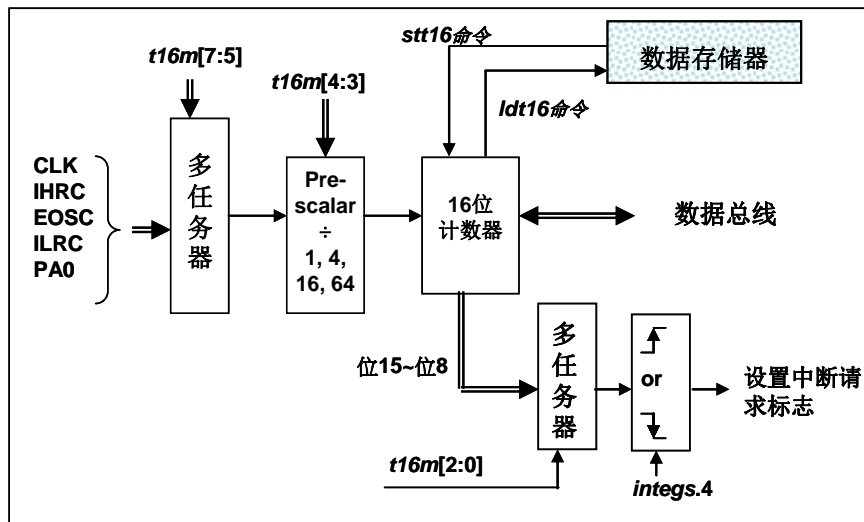 stt16命令
数据存储器
t16m[7:5]
t16m[4:3]
ldt16命令
CLK
IHRC
EOSC
ILRC
PA0
多
任
务
器
Pre-
scalar
÷
1, 4,
16, 64
16位
计数器
数据总线
位15~位8
多
任
务
器
or
设置中断请
求标志
t16m[2:0]
integs.4